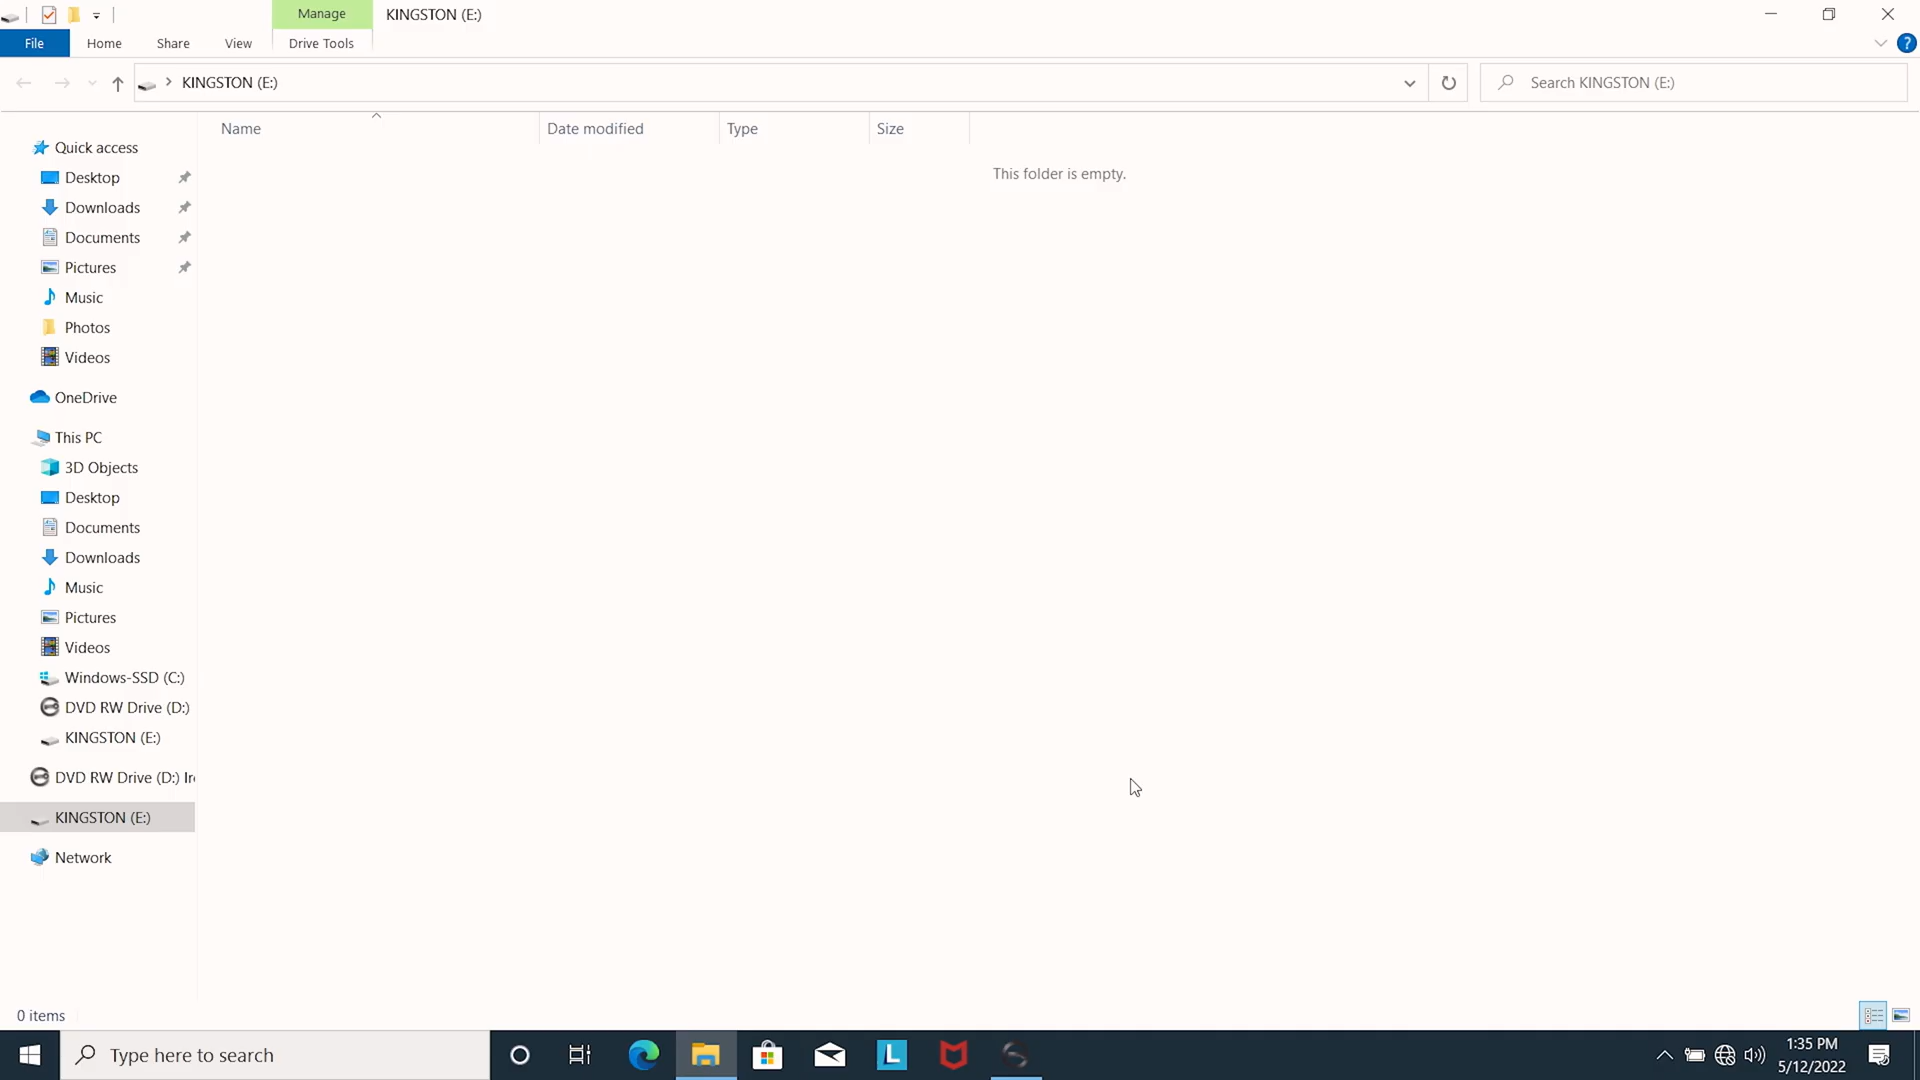 Manage
KINGSTON (E:)
File
Home
Share
View
Drive Tools
?
KINGSTON (E:)
Search KINGSTON (E:)
Name
Date modified
Type
Size
This folder is empty.
Quick access
Desktop
Downloads
Documents
Pictures
Music
Photos
Videos
OneDrive
This PC
3D Objects
Desktop
Documents
Downloads
Music
Pictures
Videos
Windows-SSD (C:)
DVD RW Drive (D:)
KINGSTON (E:)
DVD RW Drive (D:)
KINGSTON (E:)
Network
0 items
Type here to search
L
1:35 PM
5/12/2022